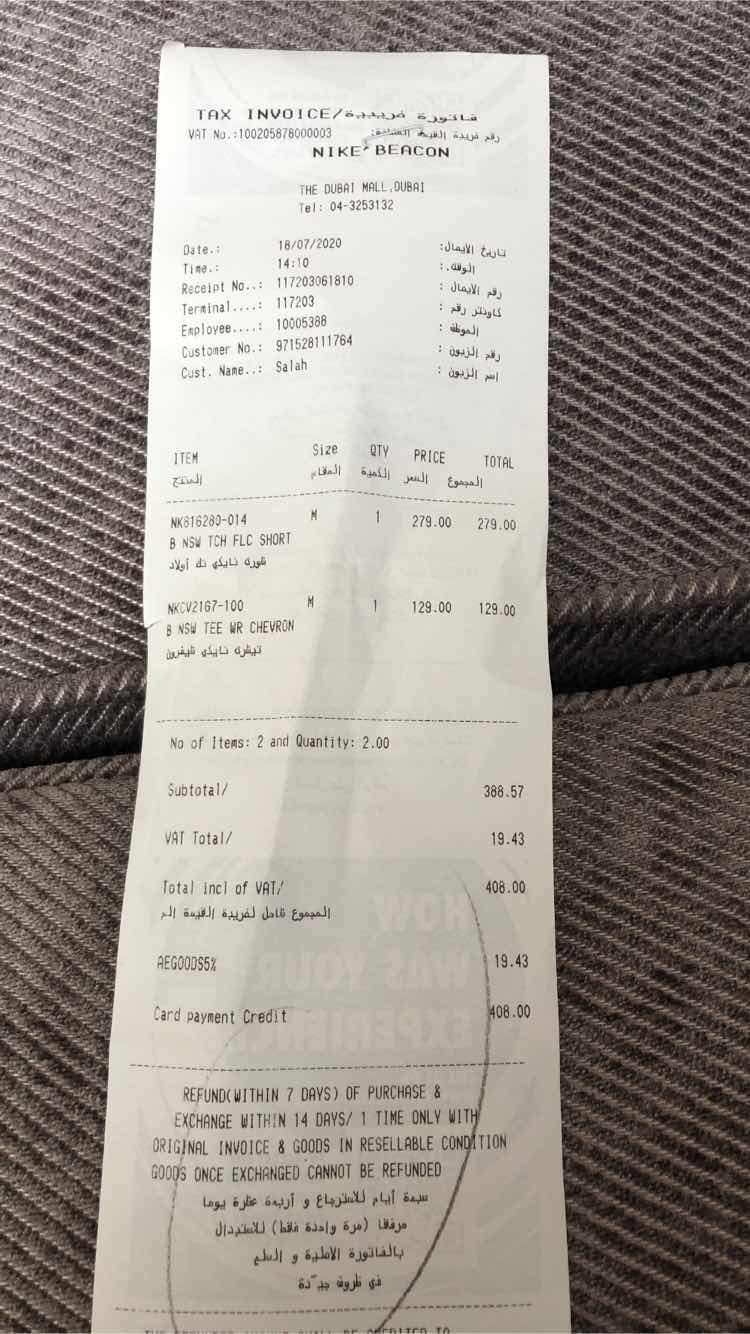 TAX INVOICE/فاتورة ضريبية
VAT No.:100205878000003 رقم ضريبة القيمة المضافة:
NIKE BEACON
THE DUBAI MALL,DUBAI
Tel: 04-3253132
Date.: 18/07/2020 تاريخ الايصال:
Time.: 14:10 الوقت.:
Receipt No..: 117203061810 رقم الايصال :
Terminal....: 117203 كاونتر رقم :
Employee....: 10005388 الموظف :
Customer No.: 971528111764 رقم الزبون :
Cust. Name..: Salah اسم الزبون :
ITEM Size QTY PRICE TOTAL
المنتج المقاس الكمية السعر المجموع
NK816280-014 M 1 279.00 279.00
B NSW TCH FLC SHORT
شورت نايكي تك أولاد
NKCV2167-100 M 1 129.00 129.00
B NSW TEE WR CHEVRON
تيشرت نايكي شيفرون
No of Items: 2 and Quantity: 2.00
Subtotal/ 388.57
VAT Total/ 19.43
Total incl of VAT/ 408.00
المجموع شامل لضريبة القيمة الم
AEGOODS5% 19.43
Card payment Credit 408.00
REFUND(WITHIN 7 DAYS) OF PURCHASE &
EXCHANGE WITHIN 14 DAYS/ 1 TIME ONLY WITH
ORIGINAL INVOICE & GOODS IN RESELLABLE CONDITION
GOODS ONCE EXCHANGED CANNOT BE REFUNDED
سبعة أيام للاسترجاع و أربعة عشرة يوما
مرفقا (مرة واحدة فقط) للاستبدال
بالفاتورة الاصلية و السلع
في ظروف جيّدة
HOW
WAS YOUR